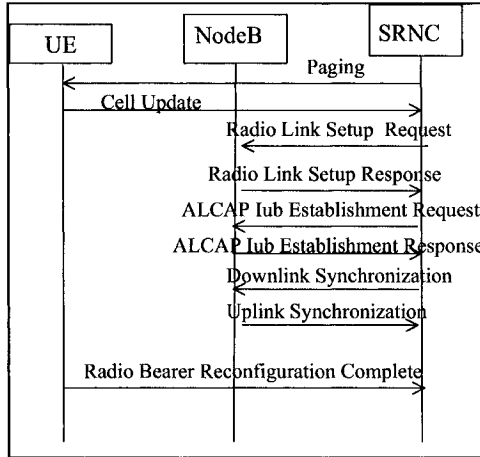 UE
NodeB
SRNC
Paging
Cell Update
Radio Link Setup Request
Radio Link Setup Response
ALCAP Iub Establishment Request
ALCAP Iub Establishment Response
Downlink Synchronization
Uplink Synchronization
Radio Bearer Reconfiguration Complete